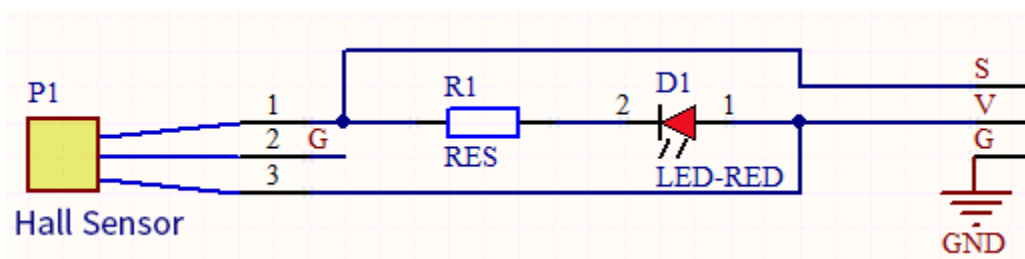 P1
1
2
3
G
Hall Sensor
R1
RES
2
D1
1
LED-RED
S
V
G
GND